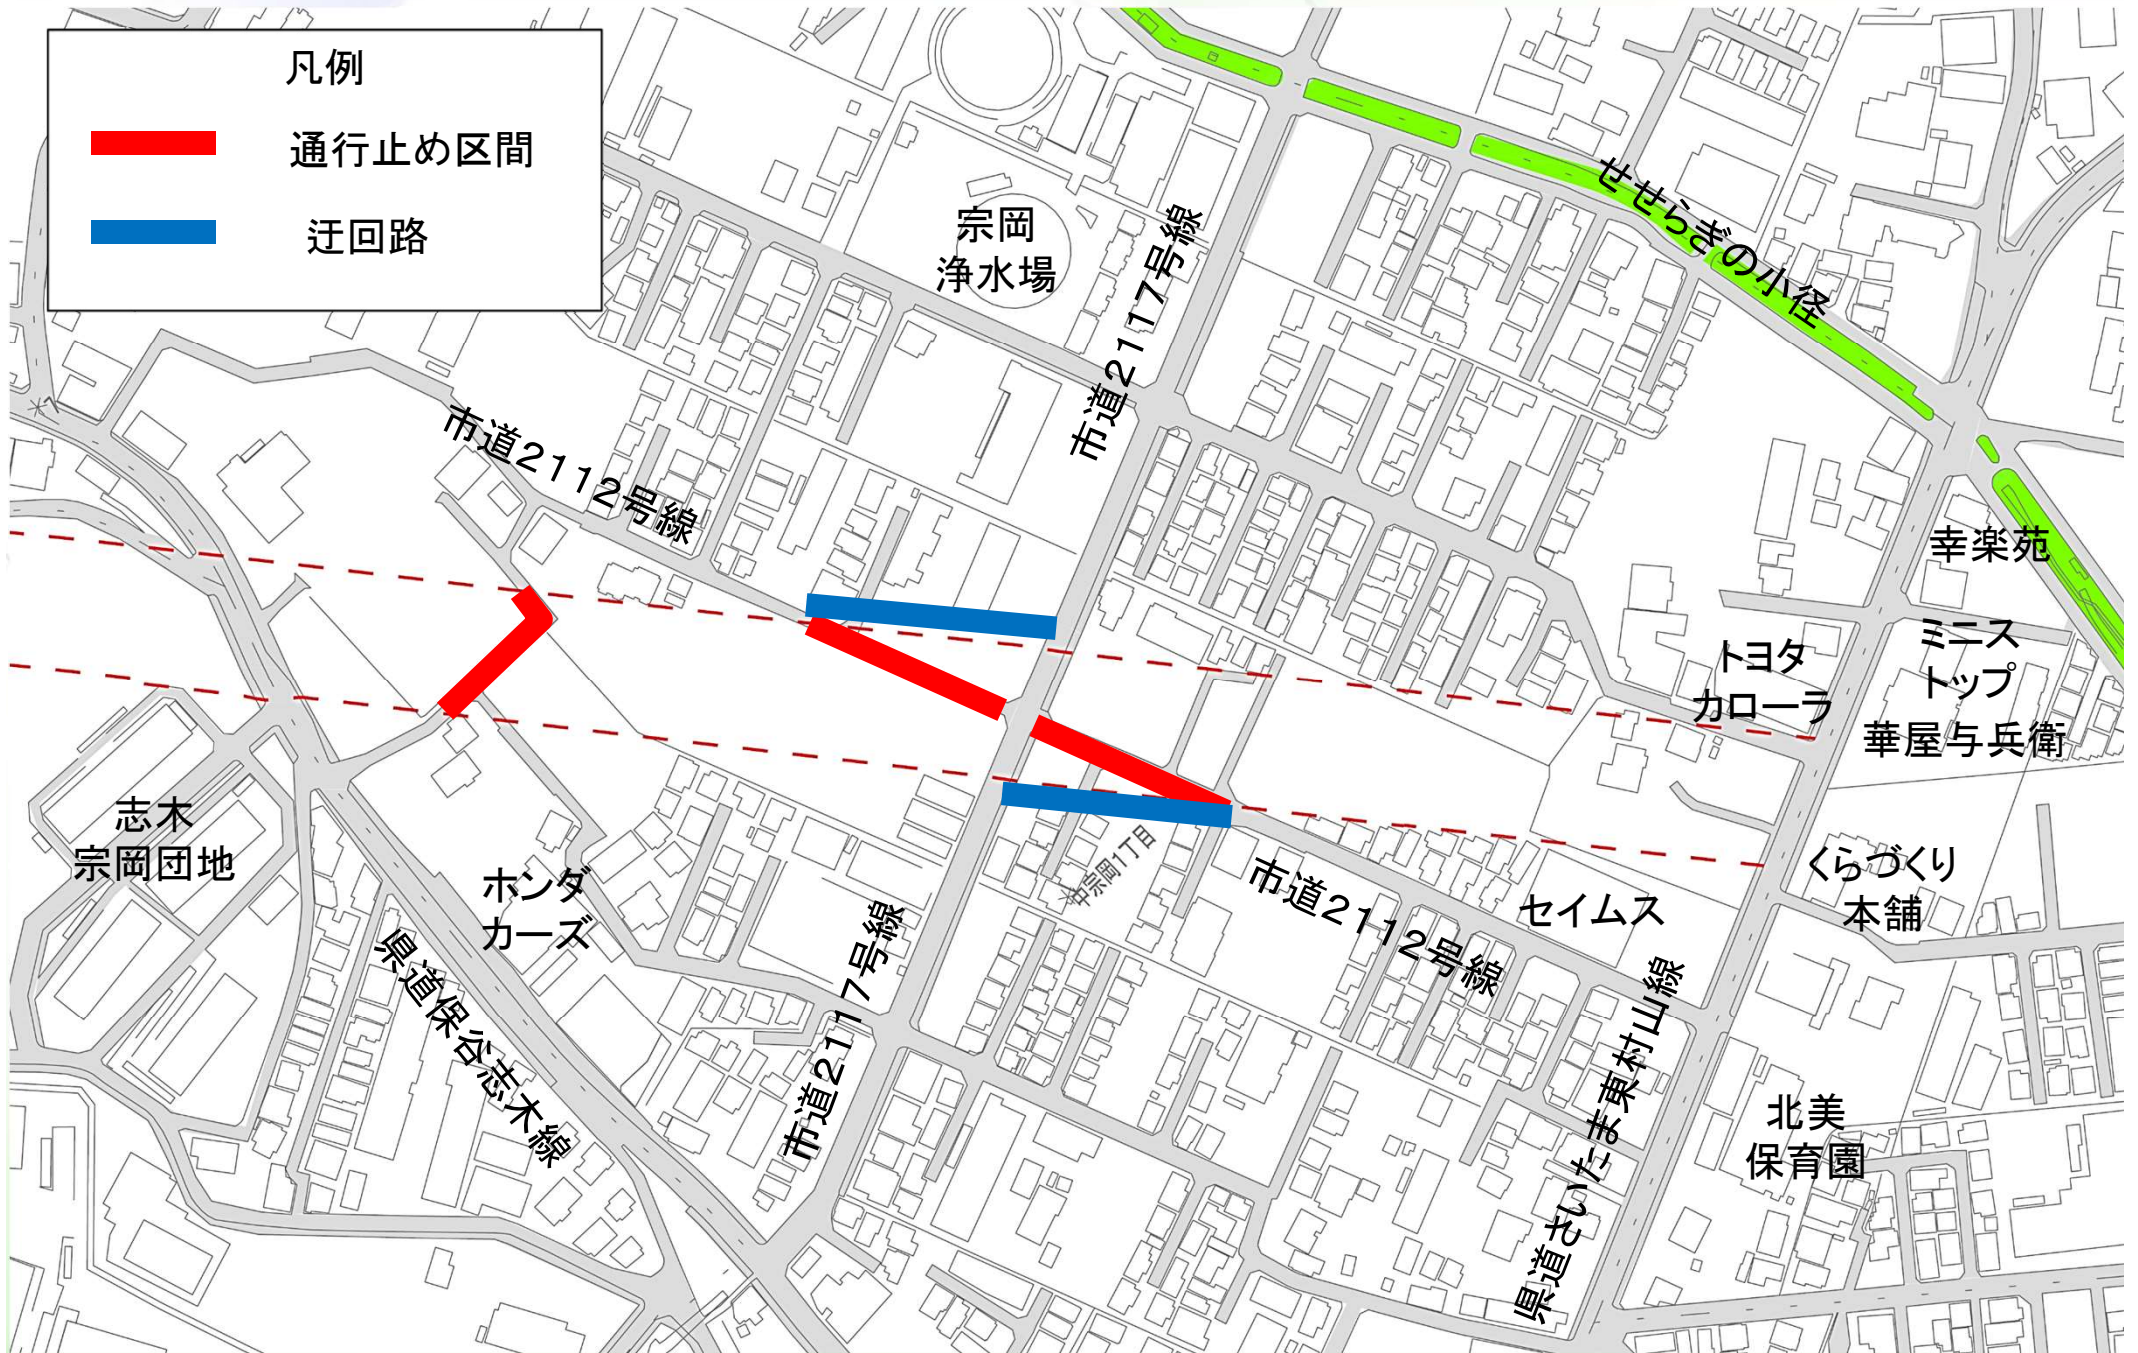 凡例
通行止め区間
迂回路
宗岡
浄水場
市道2117号線
せせらぎの小径
市道2112号線
幸楽苑
ミニス
トップ
トヨタ
カローラ
華屋与兵衛
志木
宗岡団地
ホンダ
カーズ
中宗岡1丁目
市道2112号線
セイムス
くらづくり
本舗
県道保谷志木線
市道2117号線
県道さいたま東村山線
北美
保育園